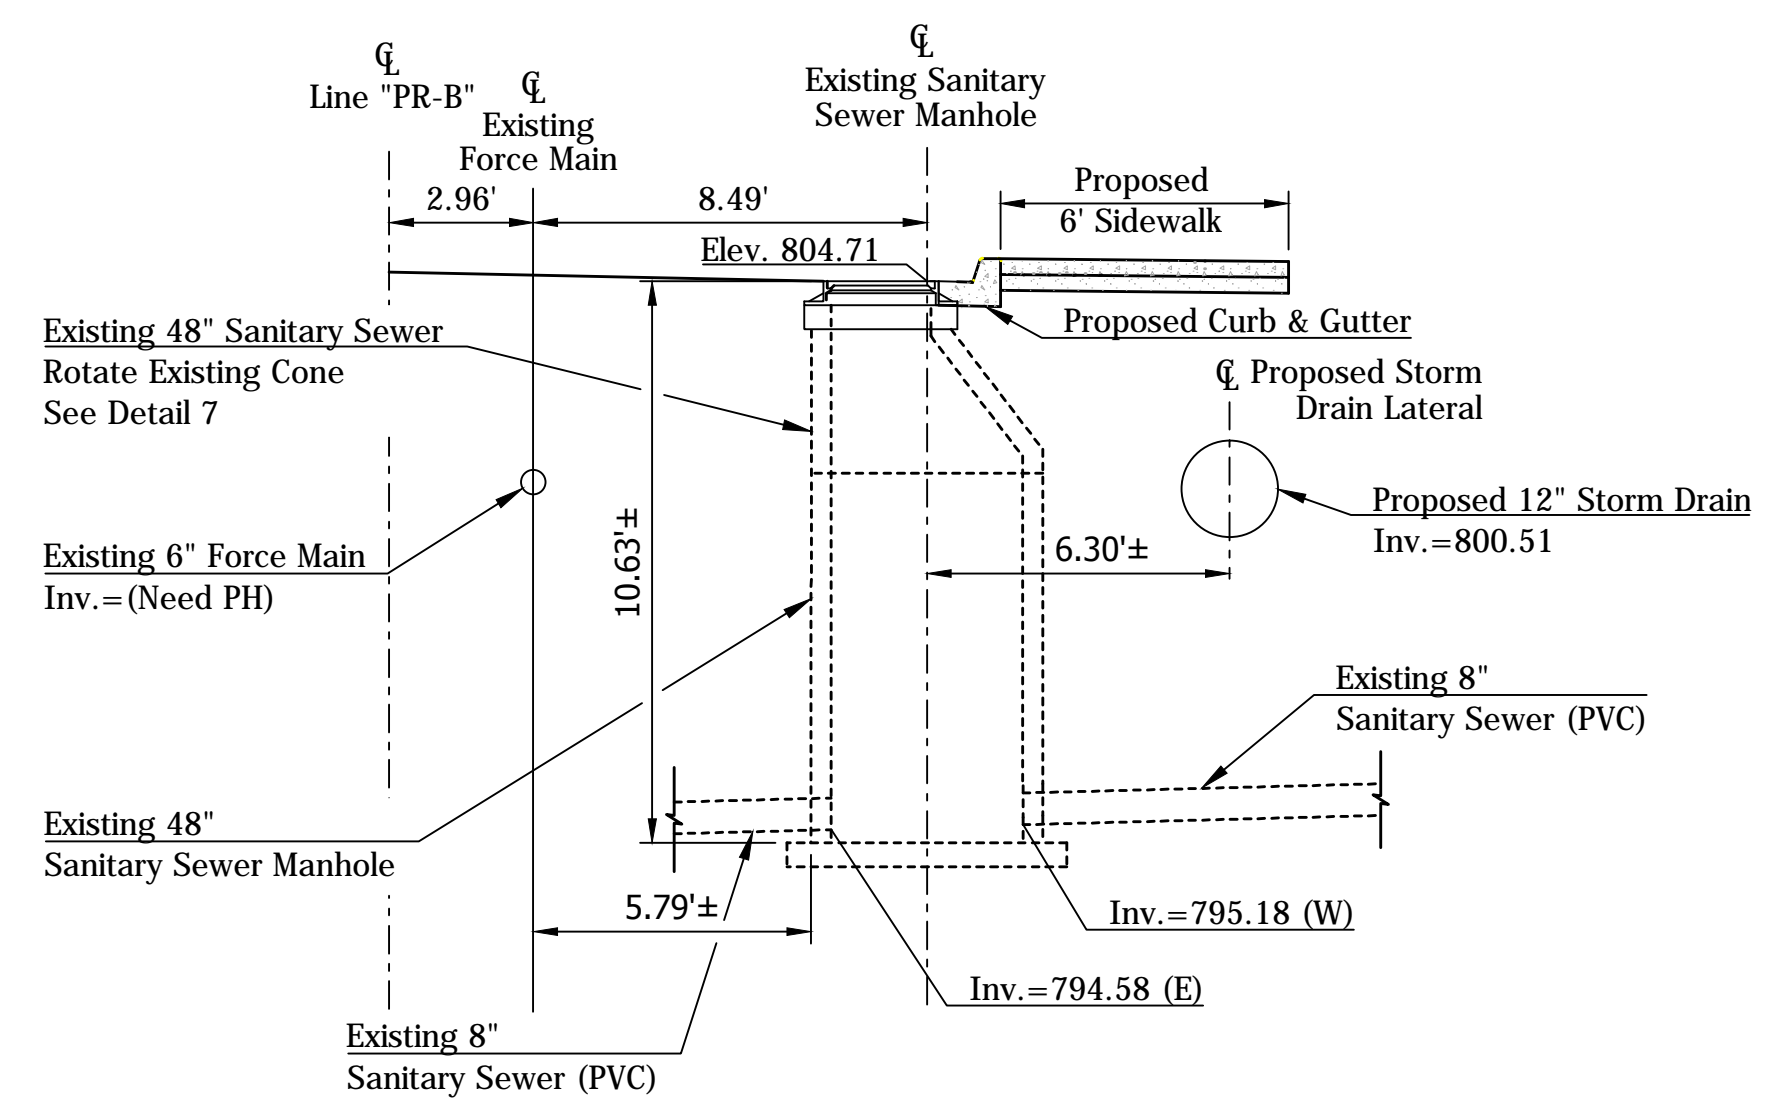 ℄
Line "PR-B"
℄
Existing
Force Main
℄
Existing Sanitary
Sewer Manhole
2.96'
8.49'
Proposed
6' Sidewalk
Elev. 804.71
Proposed Curb & Gutter
Existing 48" Sanitary Sewer
Rotate Existing Cone
See Detail 7
℄ Proposed Storm
Drain Lateral
Proposed 12" Storm Drain
Inv.=800.51
10.63'±
6.30'±
Existing 6" Force Main
Inv.=(Need PH)
Existing 8"
Sanitary Sewer (PVC)
Existing 48"
Sanitary Sewer Manhole
5.79'±
Inv.=795.18 (W)
Inv.=794.58 (E)
Existing 8"
Sanitary Sewer (PVC)